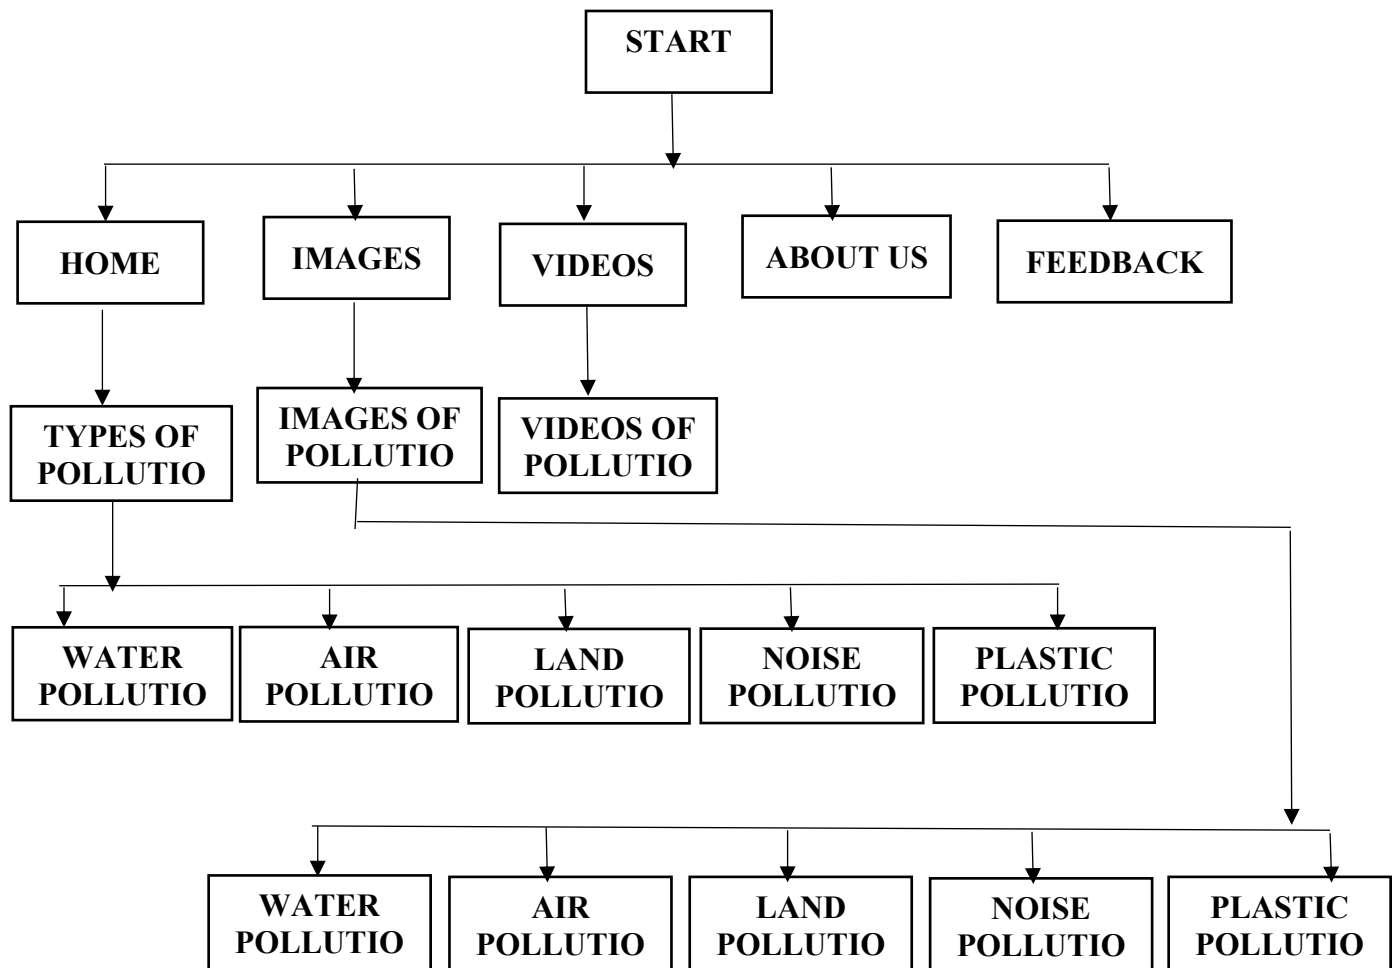 START
HOME
IMAGES
VIDEOS
ABOUT US
FEEDBACK
TYPES OF
POLLUTIO
IMAGES OF
POLLUTIO
VIDEOS OF
POLLUTIO
WATER
POLLUTIO
AIR
POLLUTIO
LAND
POLLUTIO
NOISE
POLLUTIO
PLASTIC
POLLUTIO
WATER
POLLUTIO
AIR
POLLUTIO
LAND
POLLUTIO
NOISE
POLLUTIO
PLASTIC
POLLUTIO